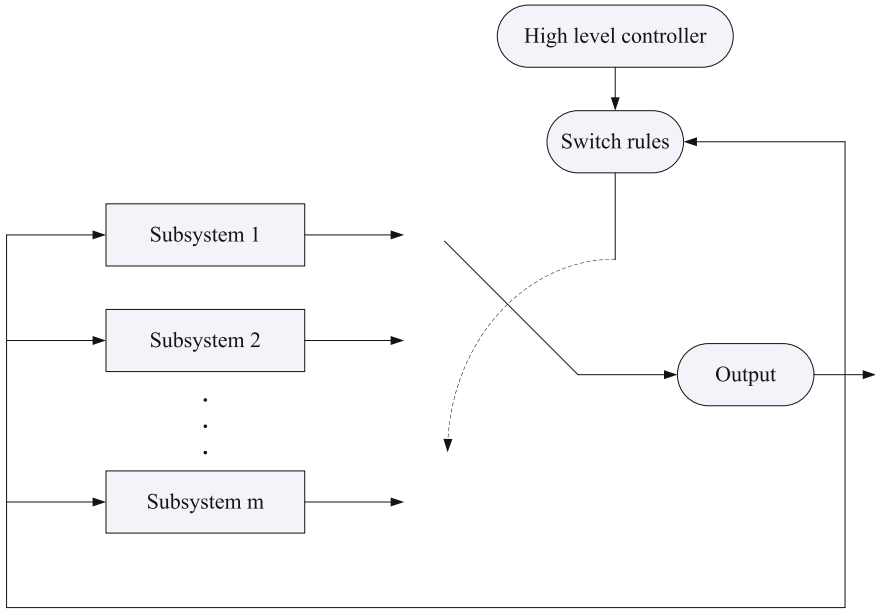 High level controller
Switch rules
Subsystem 1
Subsystem 2
Output
Subsystem m